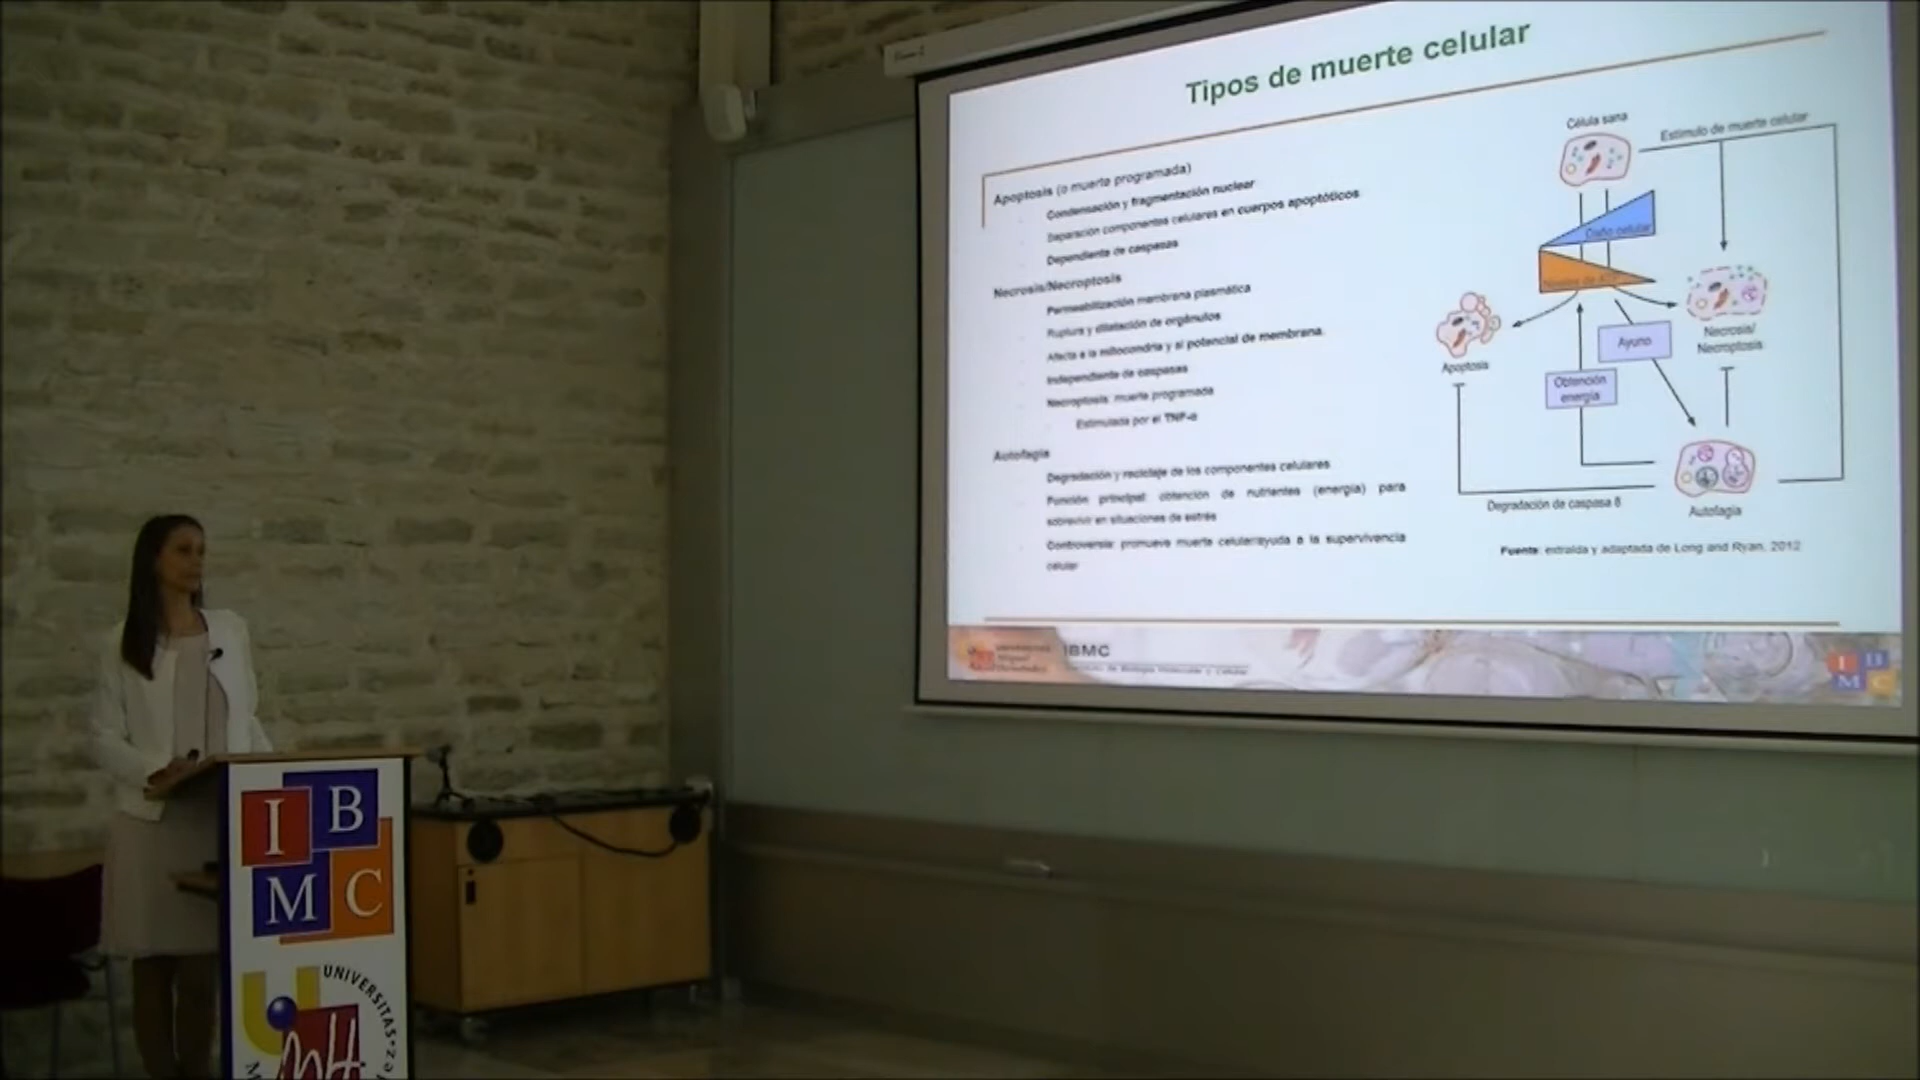 Tipos de muerte celular
Apoptosis (o muerte programada)
Condensación y fragmentación nuclear
Separación componentes celulares en cuerpos apoptóticos
Dependiente de caspasas
Necrosis/Necroptosis
Permeabilización membrana plasmática
Ruptura y dilatación de orgánulos
Afecta a la mitocondria y al potencial de membrana
Independiente de caspasas
Necroptosis: muerte programada
Estimulada por el TNF-α
Autofagia
Degradación y reciclaje de los componentes celulares
Función principal: obtención de nutrientes (energía) para
sobrevivir en situaciones de estrés
Controversia: promueve muerte celular/ayuda a la supervivencia
celular
Célula sana
Estímulo de muerte celular
Daño celular
Apoptosis
Necrosis/
Necroptosis
Ayuno
Obtención
energía
Degradación de caspasa 8
Autofagia
Fuente: extraída y adaptada de Long and Ryan, 2012
IBMC
Instituto de Biología Molecular y Celular
I B
M C
I B
M C
UNIVERSITAS